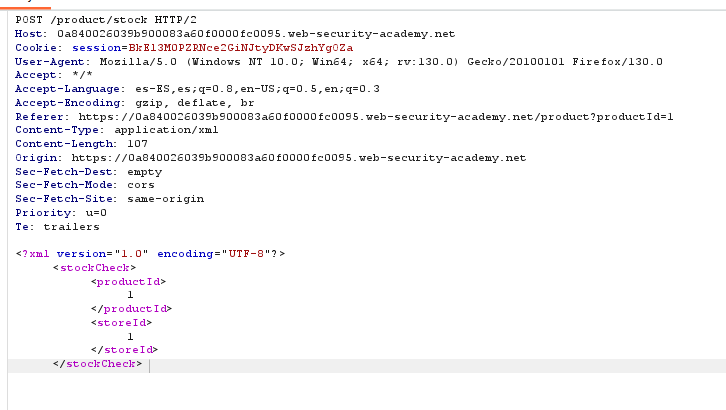 POST /product/stock HTTP/2
Host: 0a840026039b900083a60f0000fc0095.web-security-academy.net
Cookie: session=BkE13M0PZRNce2GiNJtyDKwSJzhYg0Za
User-Agent: Mozilla/5.0 (Windows NT 10.0; Win64; x64; rv:130.0) Gecko/20100101 Firefox/130.0
Accept: */*
Accept-Language: es-ES,es;q=0.8,en-US;q=0.5,en;q=0.3
Accept-Encoding: gzip, deflate, br
Referer: https://0a840026039b900083a60f0000fc0095.web-security-academy.net/product?productId=1
Content-Type: application/xml
Content-Length: 107
Origin: https://0a840026039b900083a60f0000fc0095.web-security-academy.net
Sec-Fetch-Dest: empty
Sec-Fetch-Mode: cors
Sec-Fetch-Site: same-origin
Priority: u=0
Te: trailers
<?xml version="1.0" encoding="UTF-8"?>
<stockCheck>
<productId>
1
</productId>
<storeId>
1
</storeId>
</stockCheck>